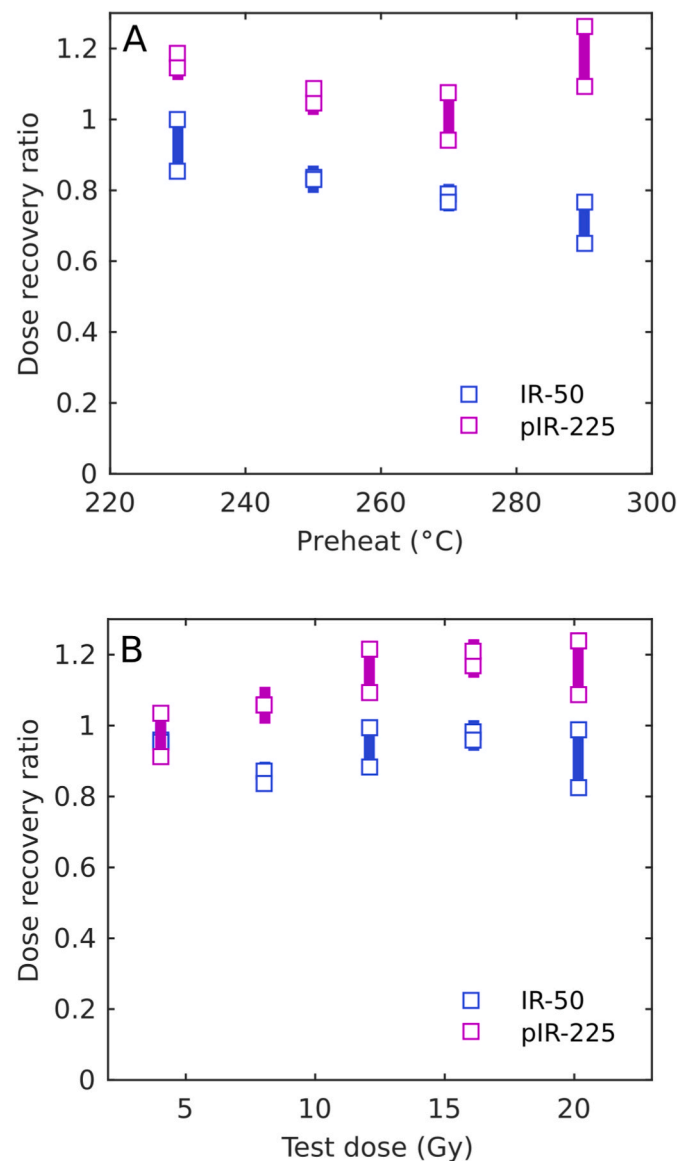 A
1.2
1
0.8
0.6
0.4
0.2
0
Dose recovery ratio
IR-50
pIR-225
220 240 260 280 300
Preheat (°C)
B
1.2
1
0.8
0.6
0.4
0.2
0
Dose recovery ratio
IR-50
pIR-225
5 10 15 20
Test dose (Gy)